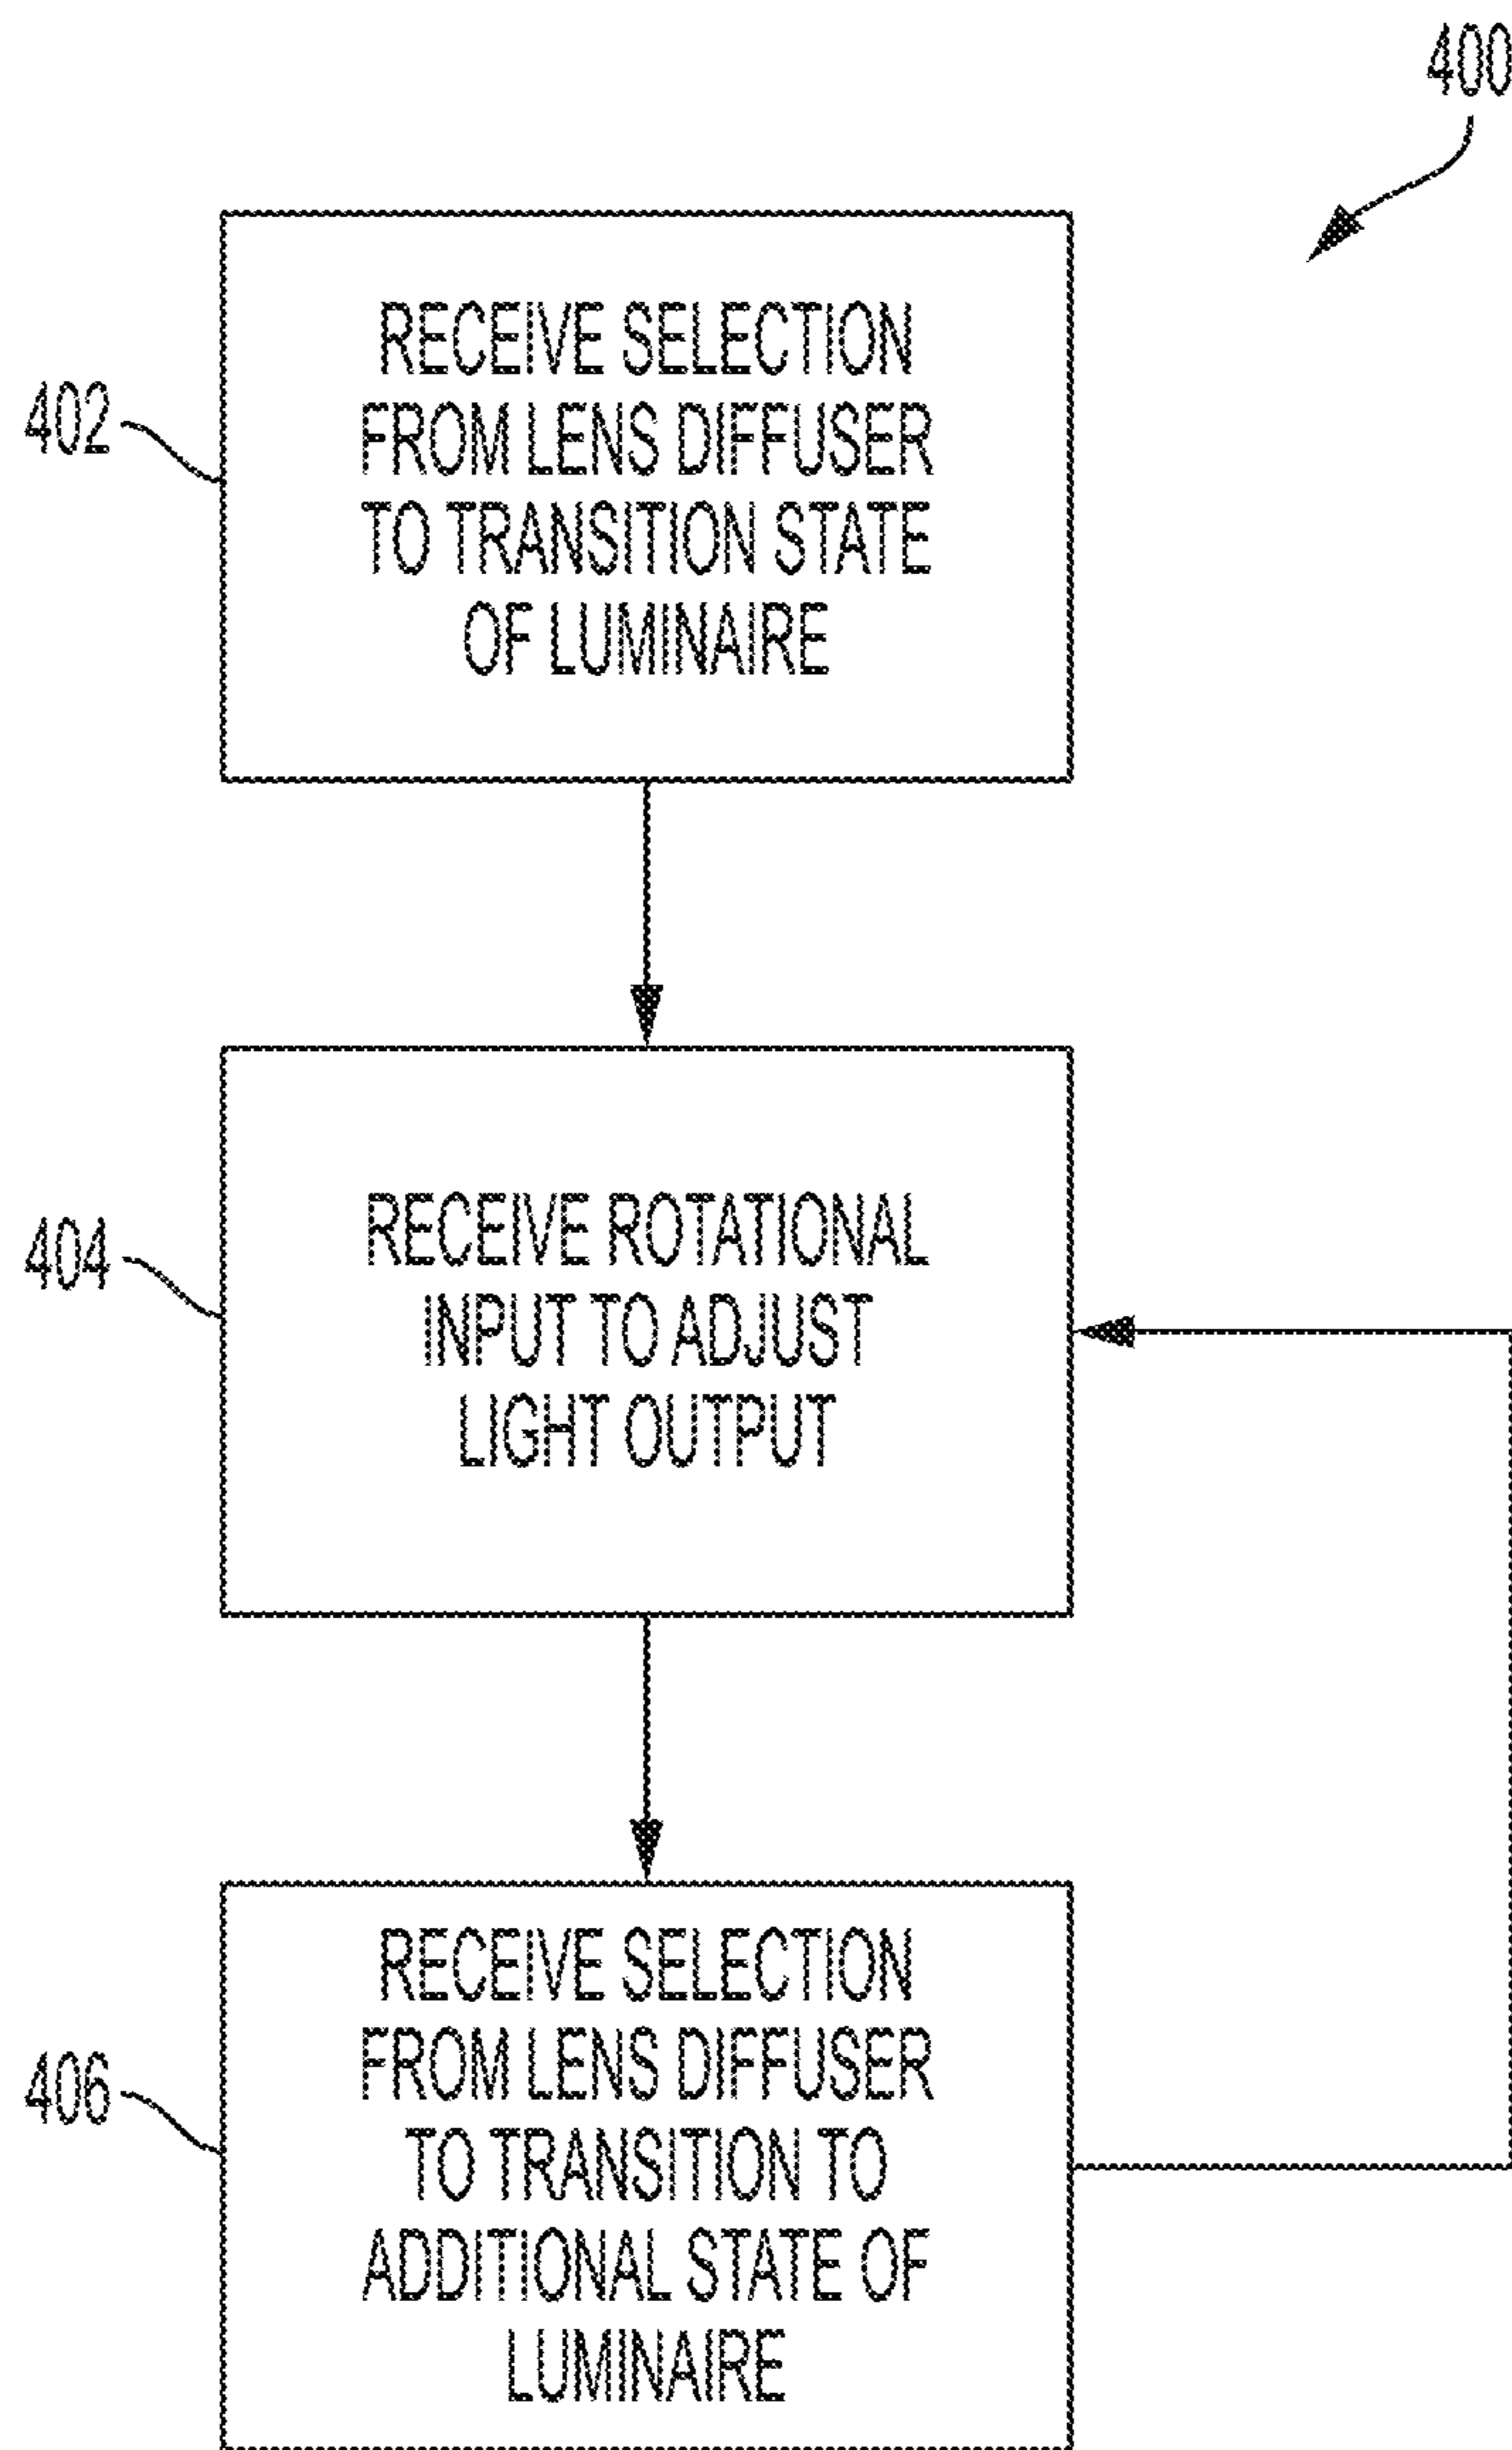 400
402
RECEIVE SELECTION
FROM LENS DIFFUSER
TO TRANSITION STATE
OF LUMINAIRE
404
RECEIVE ROTATIONAL
INPUT TO ADJUST
LIGHT OUTPUT
406
RECEIVE SELECTION
FROM LENS DIFFUSER
TO TRANSITION TO
ADDITIONAL STATE OF
LUMINAIRE